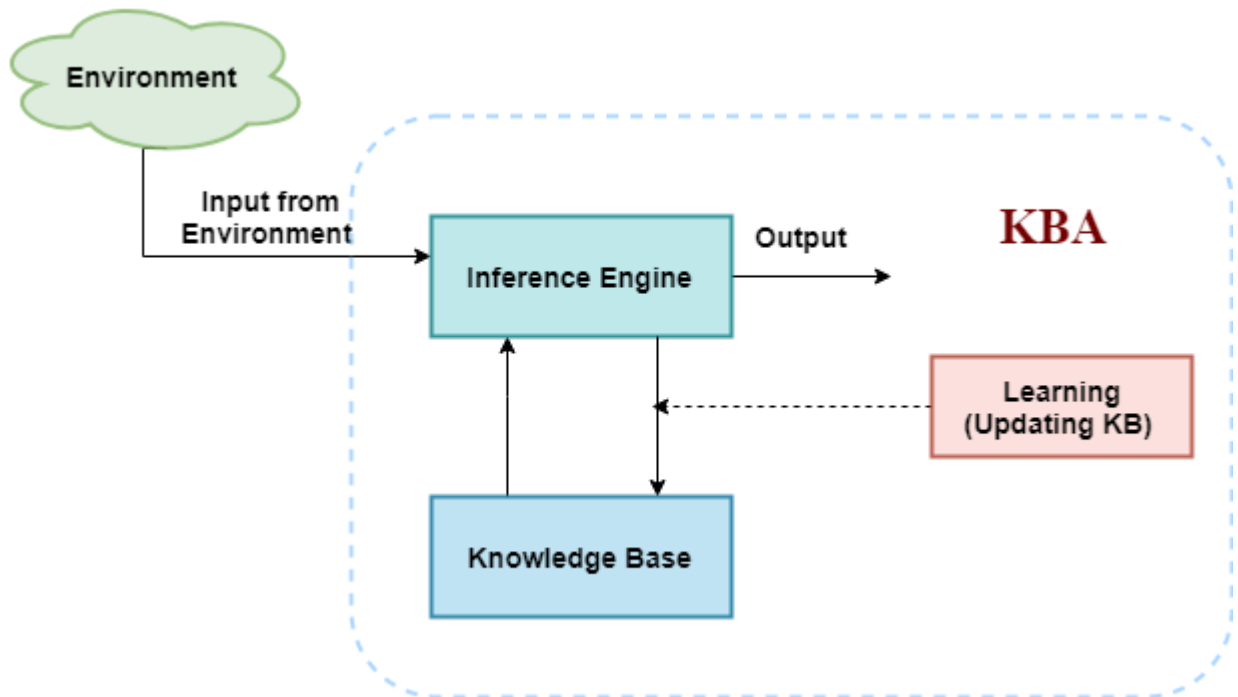 Environment
Input from
Environment
Inference Engine
Output
KBA
Learning
(Updating KB)
Knowledge Base